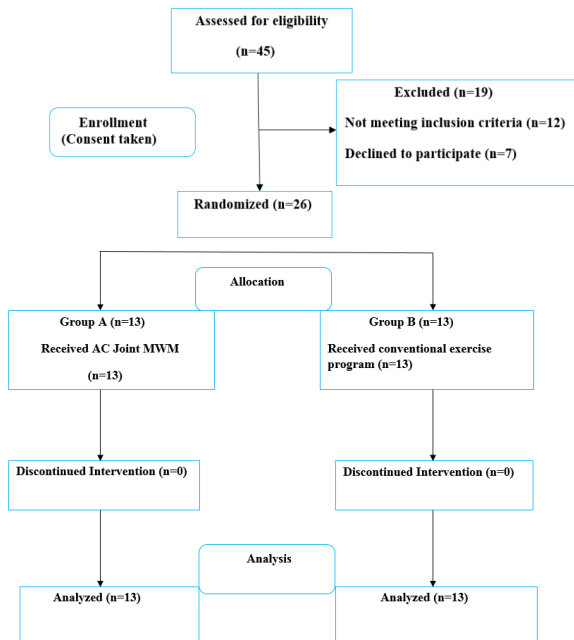 Assessed for eligibility
(n=45)
Excluded (n=19)
Not meeting inclusion criteria (n=12)
Declined to participate (n=7)
Enrollment
(Consent taken)
Randomized (n=26)
Allocation
Group A (n=13)
Received AC Joint MWM
(n=13)
Group B (n=13)
Received conventional exercise
program (n=13)
Discontinued Intervention (n=0)
Discontinued Intervention (n=0)
Analysis
Analyzed (n=13)
Analyzed (n=13)